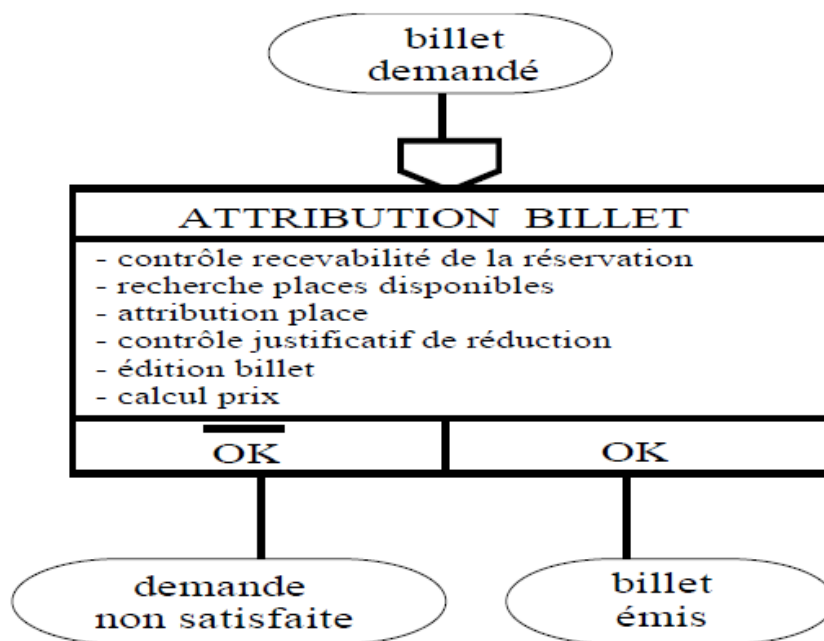 billet
demandé
ATTRIBUTION BILLET
- contrôle recevabilité de la réservation
- recherche places disponibles
- attribution place
- contrôle justificatif de réduction
- édition billet
- calcul prix
OK
OK
demande
non satisfaite
billet
émis